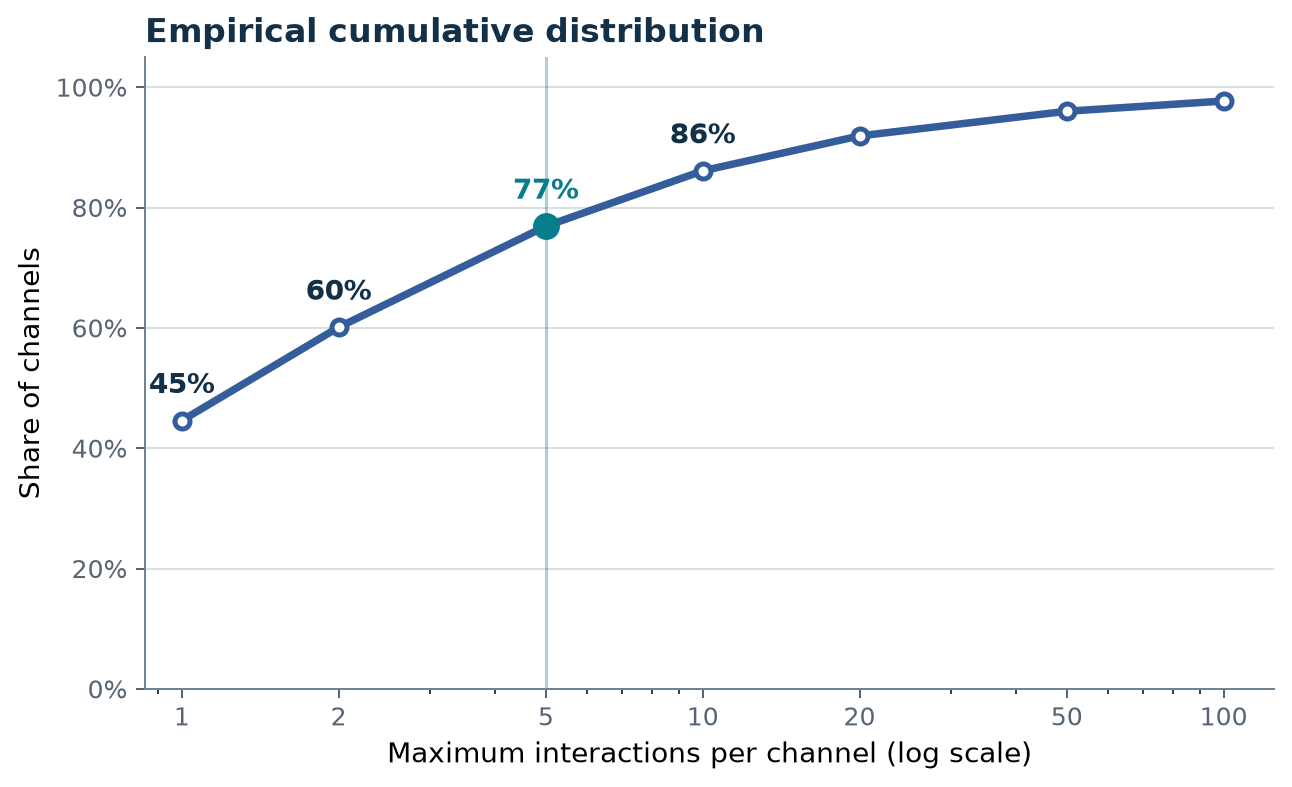 Empirical cumulative distribution
100%
80%
60%
40%
20%
0%
Share of channels
45%
60%
77%
86%
1 2 5 10 20 50 100
Maximum interactions per channel (log scale)